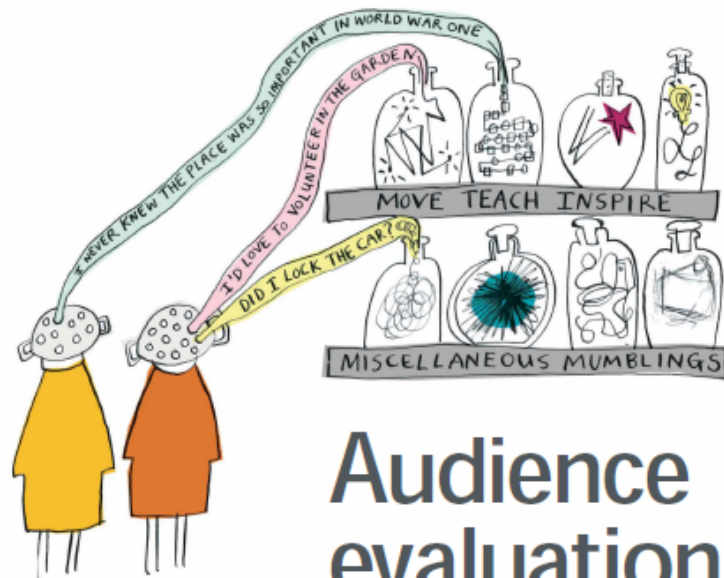 I NEVER KNEW THE PLACE WAS SO IMPORTANT IN WORLD WAR ONE
I'D LOVE TO VOLUNTEER IN THE GARDEN
DID I LOCK THE CAR?
MOVE TEACH INSPIRE
MISCELLANEOUS MUMBLINGS
Audience
evaluation